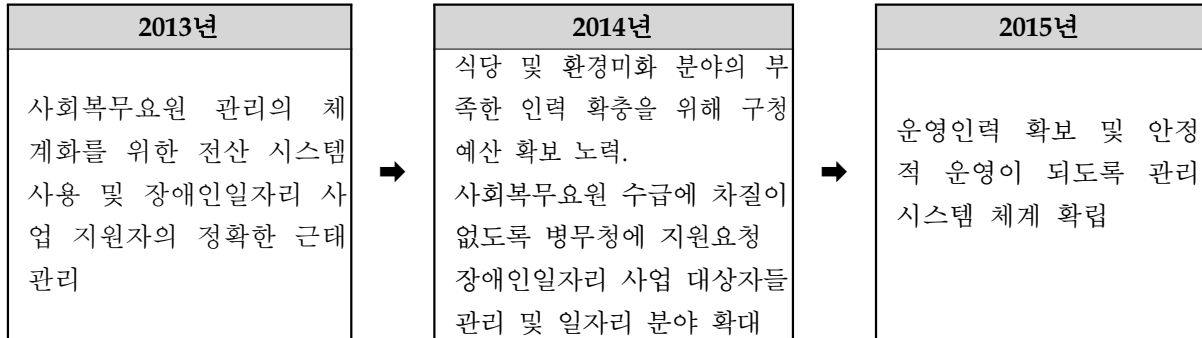 2013년
사회복무요원 관리의 체
계화를 위한 전산 시스템
사용 및 장애인일자리 사
업 지원자의 정확한 근태
관리
➡
2014년
식당 및 환경미화 분야의 부
족한 인력 확충을 위해 구청
예산 확보 노력.
사회복무요원 수급에 차질이
없도록 병무청에 지원요청
장애인일자리 사업 대상자들
관리 및 일자리 분야 확대
➡
2015년
운영인력 확보 및 안정
적 운영이 되도록 관리
시스템 체계 확립